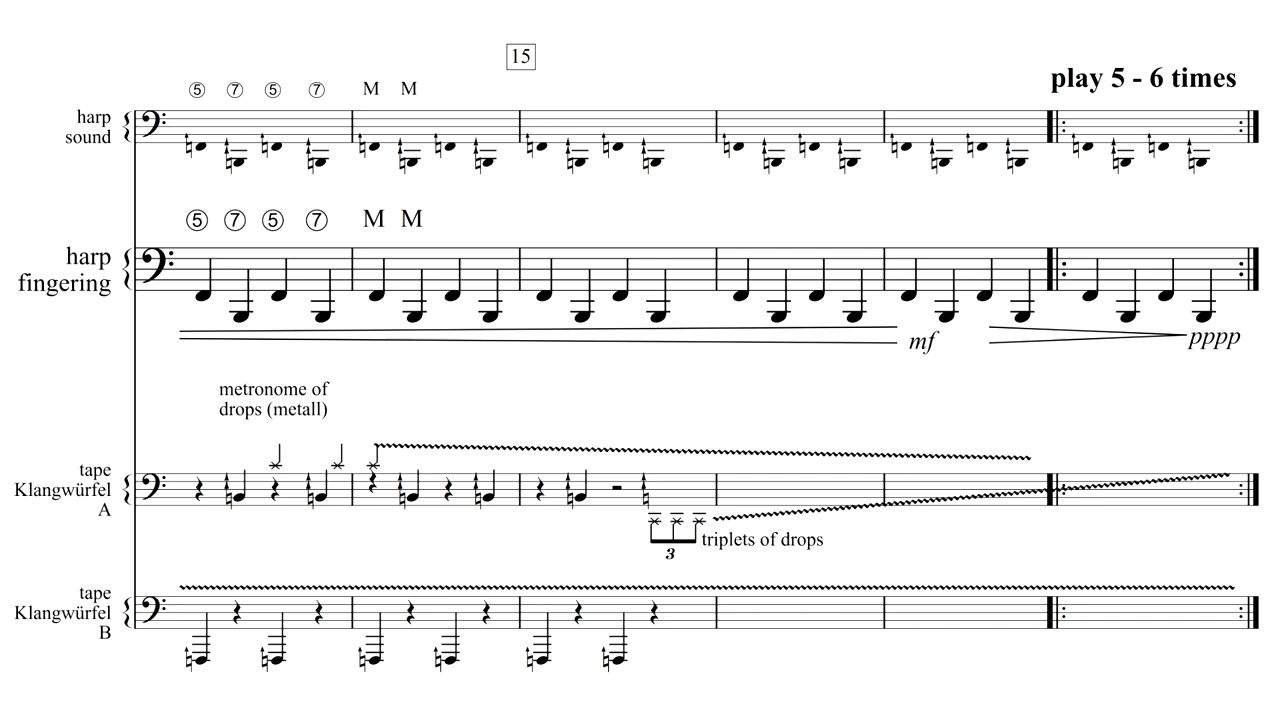 15
play 5 - 6 times
⑤ ⑦ ⑤ ⑦ M M
harp
sound
⑤ ⑦ ⑤ ⑦ M M
harp
fingering
mf
pppp
metronome of
drops (metall)
tape
Klangwürfel
A
3
triplets of drops
tape
Klangwürfel
B